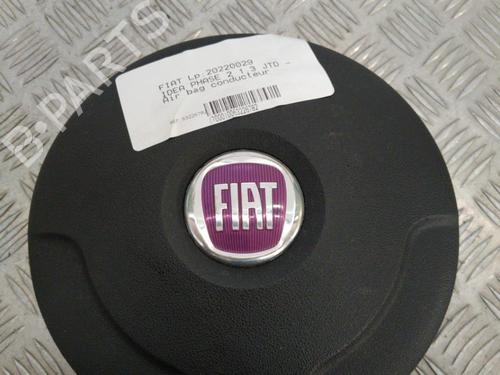 FIAT Lp.20220029
IDEA PHASE 2 1.3 JTD -
Air bag conducteur
FIAT
B-PARTS